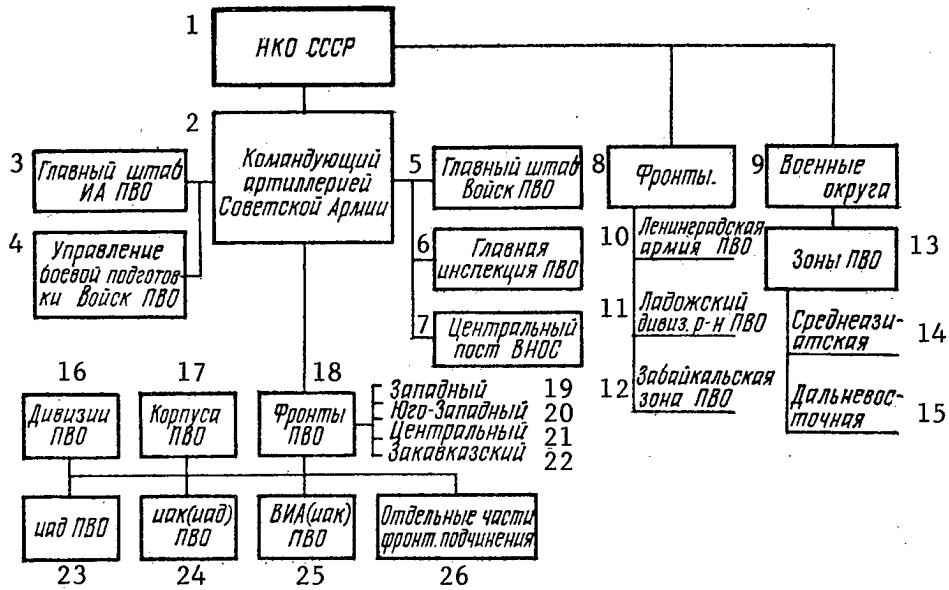 1
НКО СССР
2
Командующий
артиллерией
Советской Армии
3
Главный штаб
ИА ПВО
4
Управление
боевой подготов
ки Войск ПВО
5
Главный штаб
Войск ПВО
6
Главная
инспекция ПВО
7
Центральный
пост ВНОС
8
Фронты.
9
Военные
округа
10
Ленинградская
армия ПВО
11
Ладожский
дивиз. р-н ПВО
12
Забайкальская
зона ПВО
13
Зоны ПВО
14
Среднеази-
атская
15
Дальневос-
точная
16
Дивизии
ПВО
17
Корпуса
ПВО
18
Фронты
ПВО
Западный 19
Юго-Западный 20
Центральный 21
Закавказский 22
иад ПВО
23
иак(иад)
ПВО
24
ВИА(иак)
ПВО
25
Отдельные части
фронт. подчинения
26